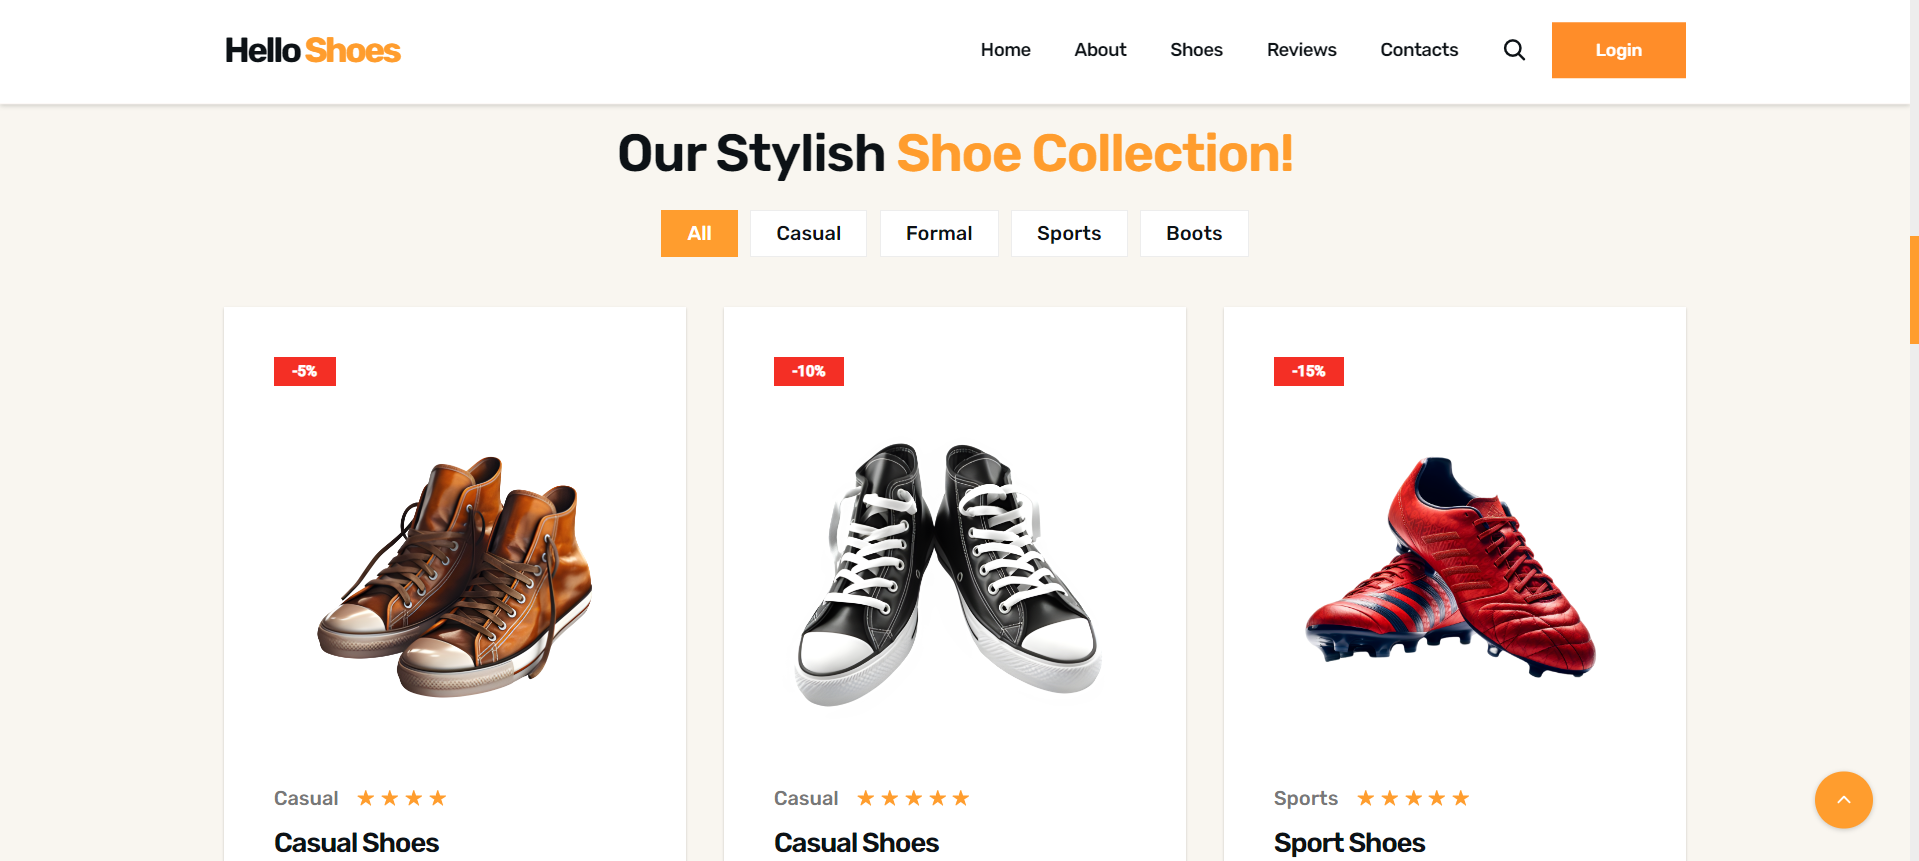 Hello Shoes
Home About Shoes Reviews Contacts Login
Our Stylish Shoe Collection!
All Casual Formal Sports Boots
-5% -10% -15%
Casual Casual Sports
Casual Shoes Casual Shoes Sport Shoes